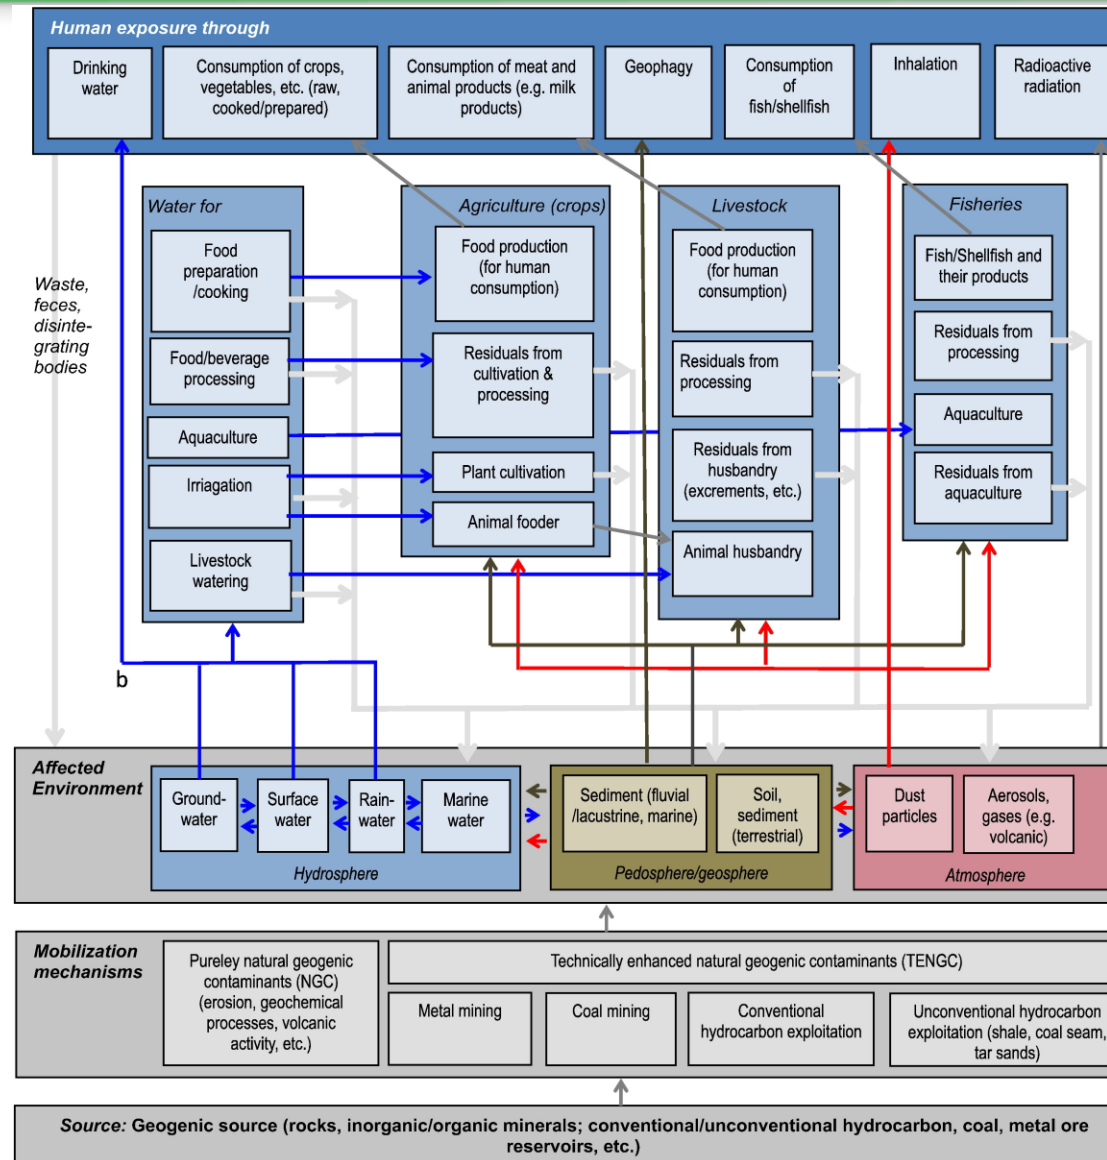 Human exposure through
Drinking
water
Consumption of crops,
vegetables, etc. (raw,
cooked/prepared)
Consumption of meat and
animal products (e.g. milk
products)
Geophagy
Consumption
of
fish/shellfish
Inhalation
Radioactive
radiation
Waste,
feces,
disinte-
grating
bodies
Water for
Food
preparation
/cooking
Food/beverage
processing
Aquaculture
Irriagation
Livestock
watering
Agriculture (crops)
Food production
(for human
consumption)
Residuals from
cultivation &
processing
Plant cultivation
Animal fooder
Livestock
Food production
(for human
consumption)
Residuals from
processing
Residuals from
husbandry
(excrements, etc.)
Animal husbandry
Fisheries
Fish/Shellfish and
their products
Residuals from
processing
Aquaculture
Residuals from
aquaculture
b
Affected
Environment
Ground-
water
Surface
water
Rain-
water
Marine
water
Hydrosphere
Sediment (fluvial
/lacustrine, marine)
Soil,
sediment
(terrestrial)
Pedosphere/geosphere
Dust
particles
Aerosols,
gases (e.g.
volcanic)
Atmosphere
Mobilization
mechanisms
Pureley natural geogenic
contaminants (NGC)
(erosion, geochemical
processes, volcanic
activity, etc.)
Technically enhanced natural geogenic contaminants (TENGC)
Metal mining
Coal mining
Conventional
hydrocarbon exploitation
Unconventional hydrocarbon
exploitation (shale, coal seam,
tar sands)
Source: Geogenic source (rocks, inorganic/organic minerals; conventional/unconventional hydrocarbon, coal, metal ore
reservoirs, etc.)